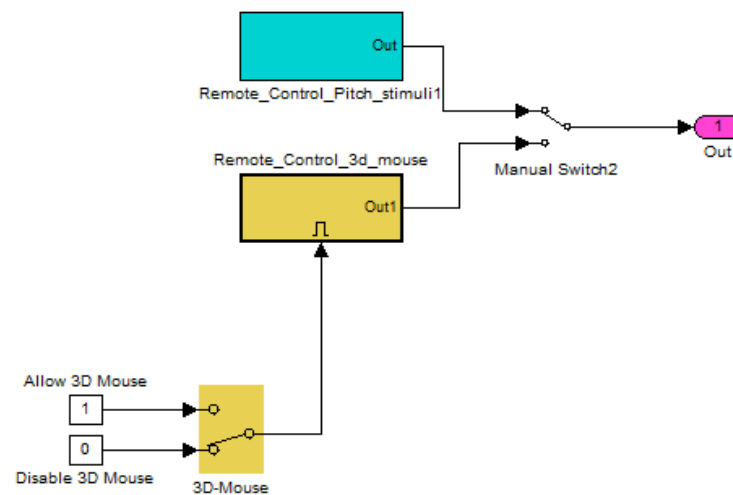 Out
Remote_Control_Pitch_stimuli1
1
Out
Manual Switch2
Remote_Control_3d_mouse
Out1
Allow 3D Mouse
1
0
Disable 3D Mouse
3D-Mouse